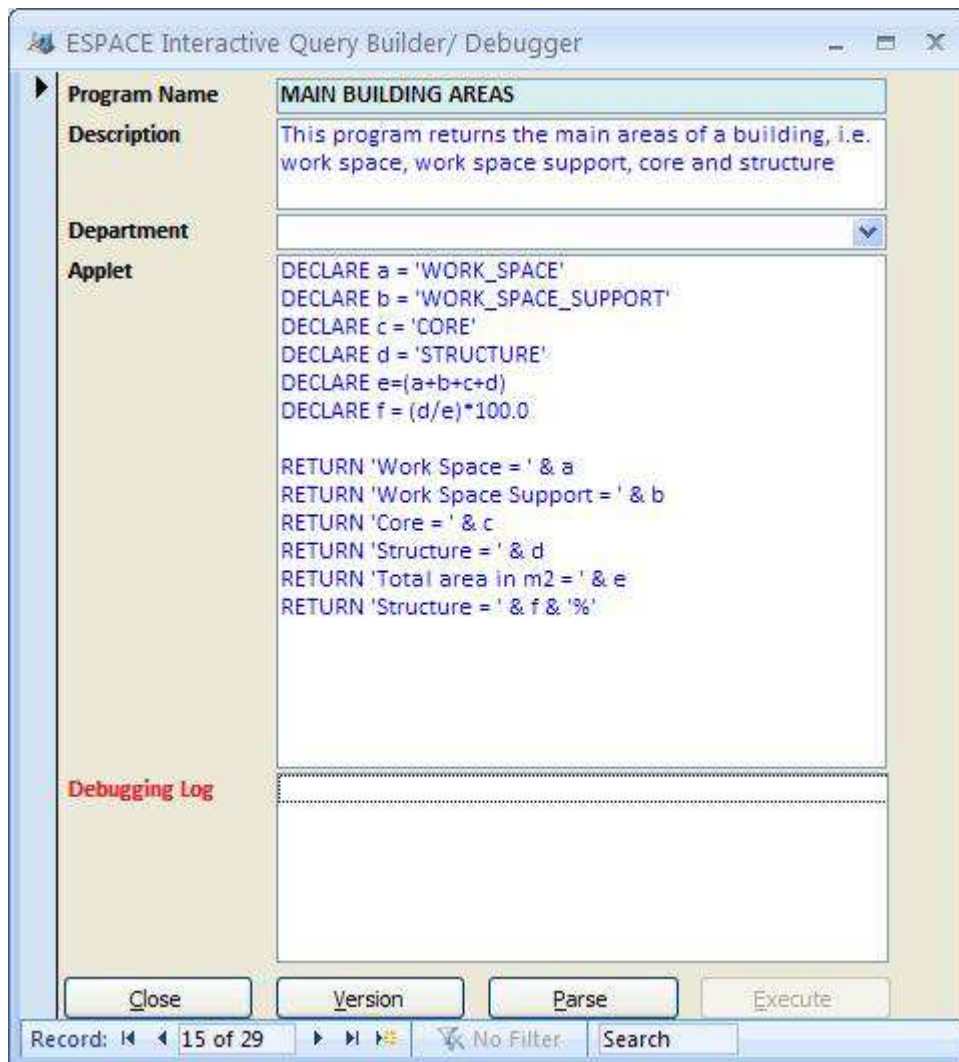 ESPACE Interactive Query Builder/ Debugger
Program Name MAIN BUILDING AREAS
Description This program returns the main areas of a building, i.e.
work space, work space support, core and structure
Department
Applet DECLARE a = 'WORK_SPACE'
DECLARE b = 'WORK_SPACE_SUPPORT'
DECLARE c = 'CORE'
DECLARE d = 'STRUCTURE'
DECLARE e=(a+b+c+d)
DECLARE f = (d/e)*100.0
RETURN 'Work Space = ' & a
RETURN 'Work Space Support = ' & b
RETURN 'Core = ' & c
RETURN 'Structure = ' & d
RETURN 'Total area in m2 = ' & e
RETURN 'Structure = ' & f & '%'
Debugging Log
Close Version Parse Execute
Record: 15 of 29 No Filter Search